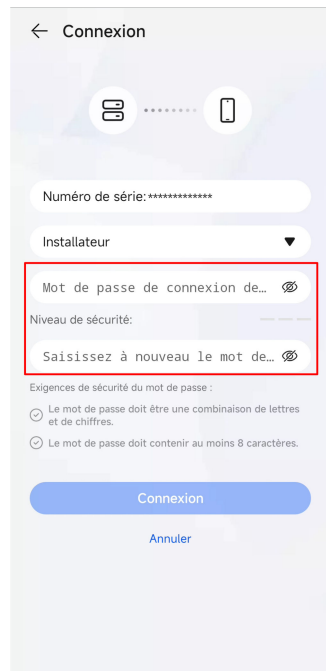 Connexion
Numéro de série:*************
Installateur
Mot de passe de connexion de…
Niveau de sécurité:
Saisissez à nouveau le mot de…
Exigences de sécurité du mot de passe :
Le mot de passe doit être une combinaison de lettres
et de chiffres.
Le mot de passe doit contenir au moins 8 caractères.
Connexion
Annuler